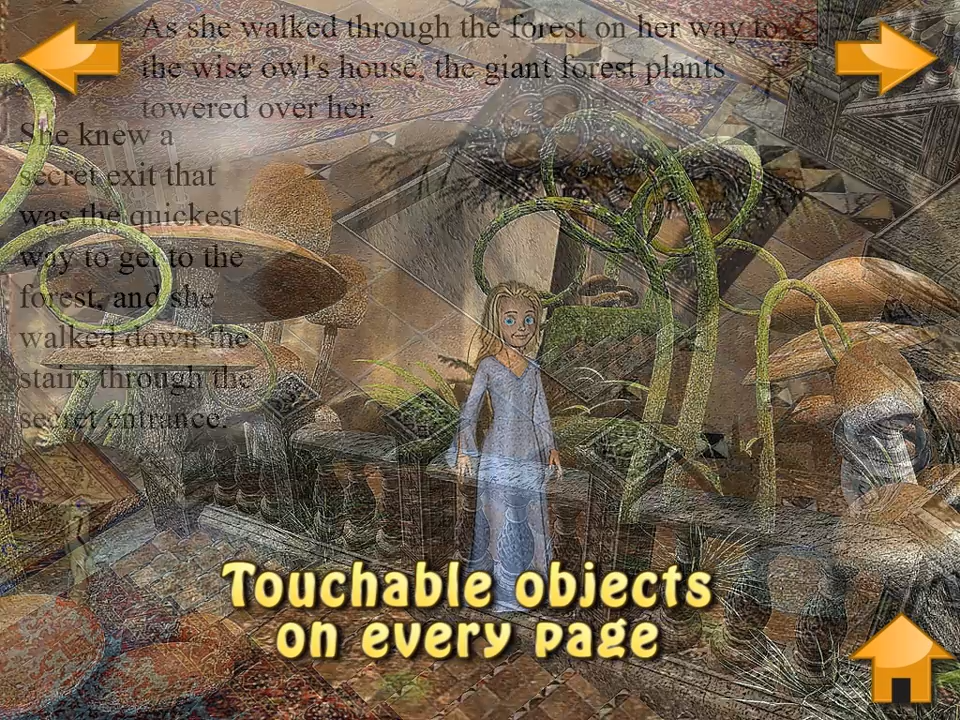 As she walked through the forest on her way to
the wise owl's house, the giant forest plants
towered over her.
She knew a
secret exit that
was the quickest
way to get to the
forest, and she
walked down the
stairs through the
secret entrance.
Touchable objects
on every page